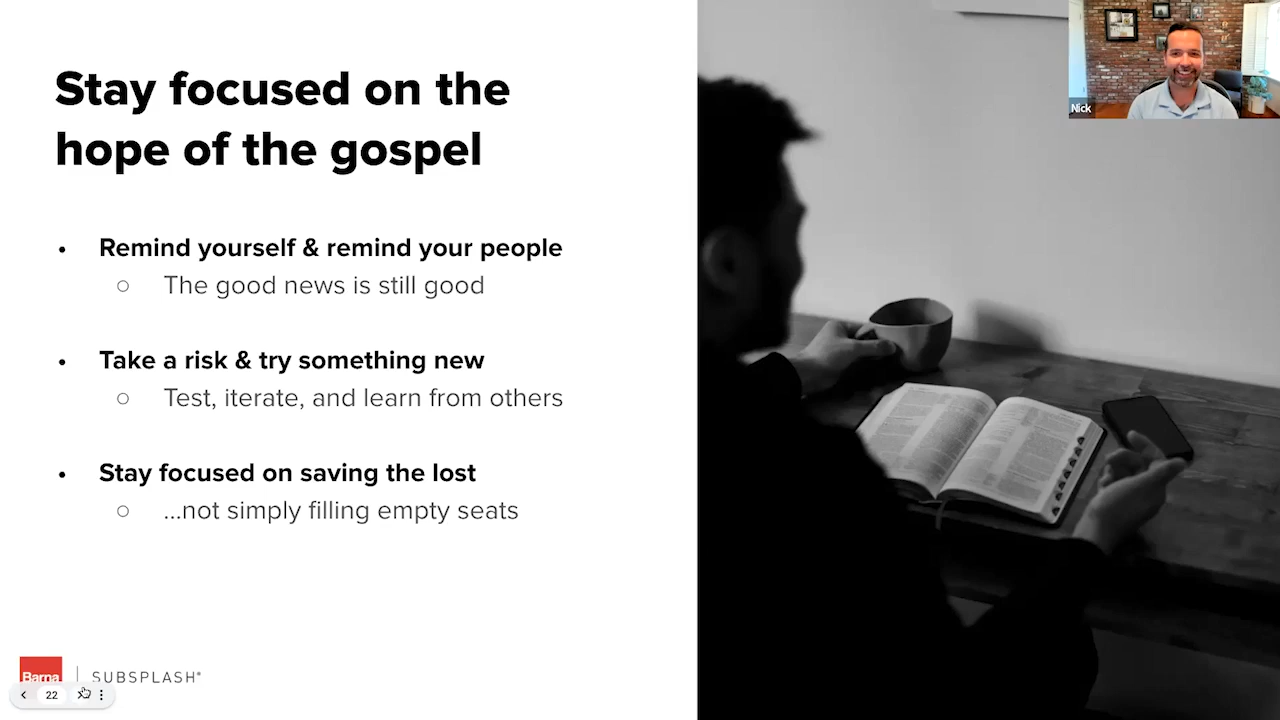 Stay focused on the
hope of the gospel
• Remind yourself & remind your people
○ The good news is still good
• Take a risk & try something new
○ Test, iterate, and learn from others
• Stay focused on saving the lost
○ ...not simply filling empty seats
Nick
Barna | SUBSPLASH®
22